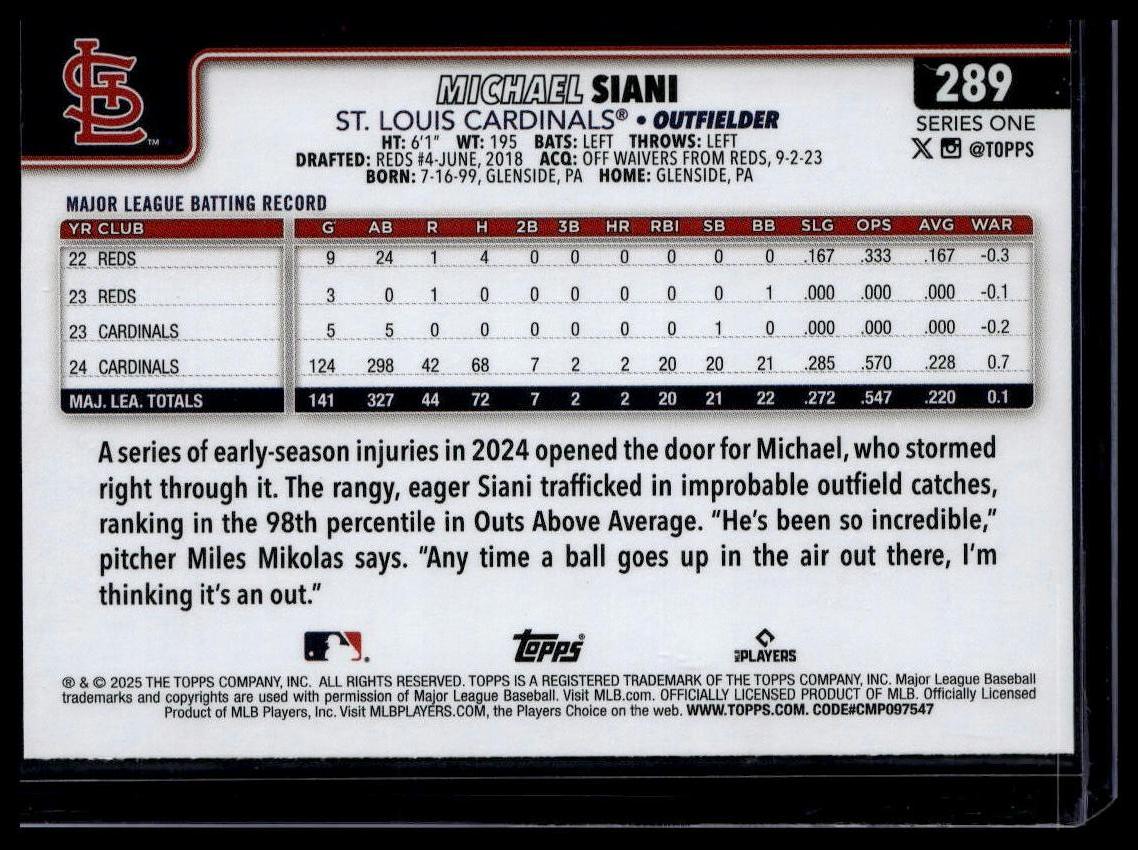 STL ™
MICHAEL SIANI
289
ST. LOUIS CARDINALS® • OUTFIELDER
SERIES ONE
HT: 6'1" WT: 195 BATS: LEFT THROWS: LEFT
@TOPPS
DRAFTED: REDS #4-JUNE, 2018 ACQ: OFF WAIVERS FROM REDS, 9-2-23
BORN: 7-16-99, GLENSIDE, PA HOME: GLENSIDE, PA
MAJOR LEAGUE BATTING RECORD
YR CLUB G AB R H 2B 3B HR RBI SB BB SLG OPS AVG WAR
22 REDS 9 24 1 4 0 0 0 0 0 0 .167 .333 .167 -0.3
23 REDS 3 0 1 0 0 0 0 0 0 1 .000 .000 .000 -0.1
23 CARDINALS 5 5 0 0 0 0 0 0 1 0 .000 .000 .000 -0.2
24 CARDINALS 124 298 42 68 7 2 2 20 20 21 .285 .570 .228 0.7
MAJ. LEA. TOTALS 141 327 44 72 7 2 2 20 21 22 .272 .547 .220 0.1
A series of early-season injuries in 2024 opened the door for Michael, who stormed
right through it. The rangy, eager Siani trafficked in improbable outfield catches,
ranking in the 98th percentile in Outs Above Average. "He's been so incredible,"
pitcher Miles Mikolas says. "Any time a ball goes up in the air out there, I'm
thinking it's an out."
topps®
PLAYERS
® & © 2025 THE TOPPS COMPANY, INC. ALL RIGHTS RESERVED. TOPPS IS A REGISTERED TRADEMARK OF THE TOPPS COMPANY, INC. Major League Baseball
trademarks and copyrights are used with permission of Major League Baseball. Visit MLB.com. OFFICIALLY LICENSED PRODUCT OF MLB. Officially Licensed
Product of MLB Players, Inc. Visit MLBPLAYERS.COM, the Players Choice on the web. WWW.TOPPS.COM. CODE#CMP097547